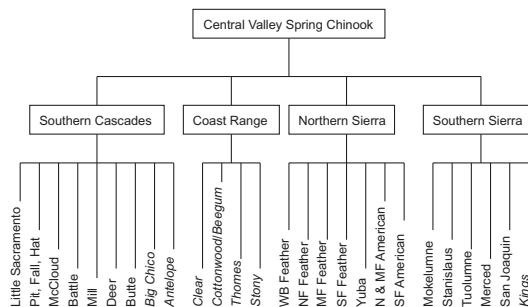 Central Valley Spring Chinook
Southern Cascades
Coast Range
Northern Sierra
Southern Sierra
Little Sacramento
Pit, Fall, Hat
McCloud
Battle
Mill
Deer
Butte
Big Chico
Antelope
Clear
Cottonwood/Beegum
Thomes
Stony
WB Feather
NF Feather
MF Feather
SF Feather
Yuba
N & MF American
SF American
Mokelumne
Stanislaus
Tuolumne
Merced
San Joaquin
Kings